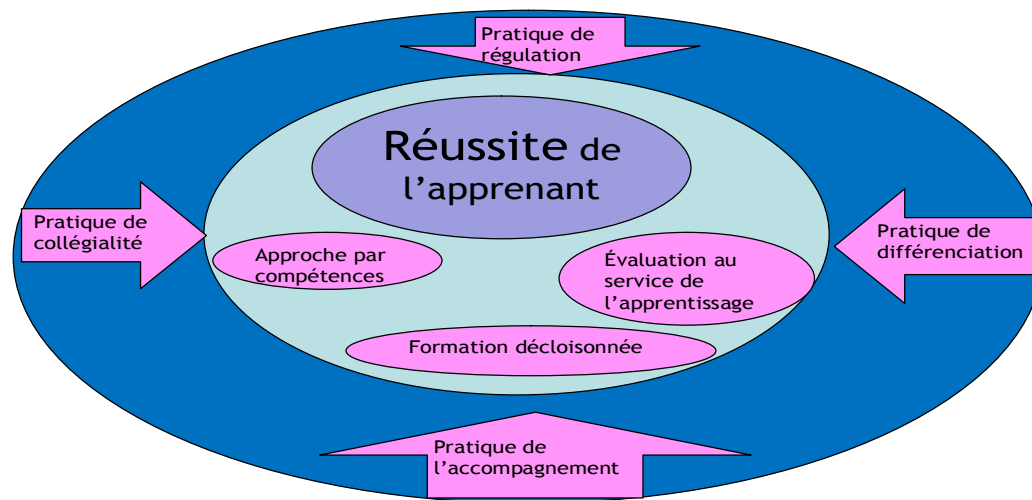 Pratique de
régulation
Réussite de
l'apprenant
Pratique de
collégialité
Approche par
compétences
Évaluation au
service de
l'apprentissage
Pratique de
différenciation
Formation décloisonnée
Pratique de
l'accompagnement